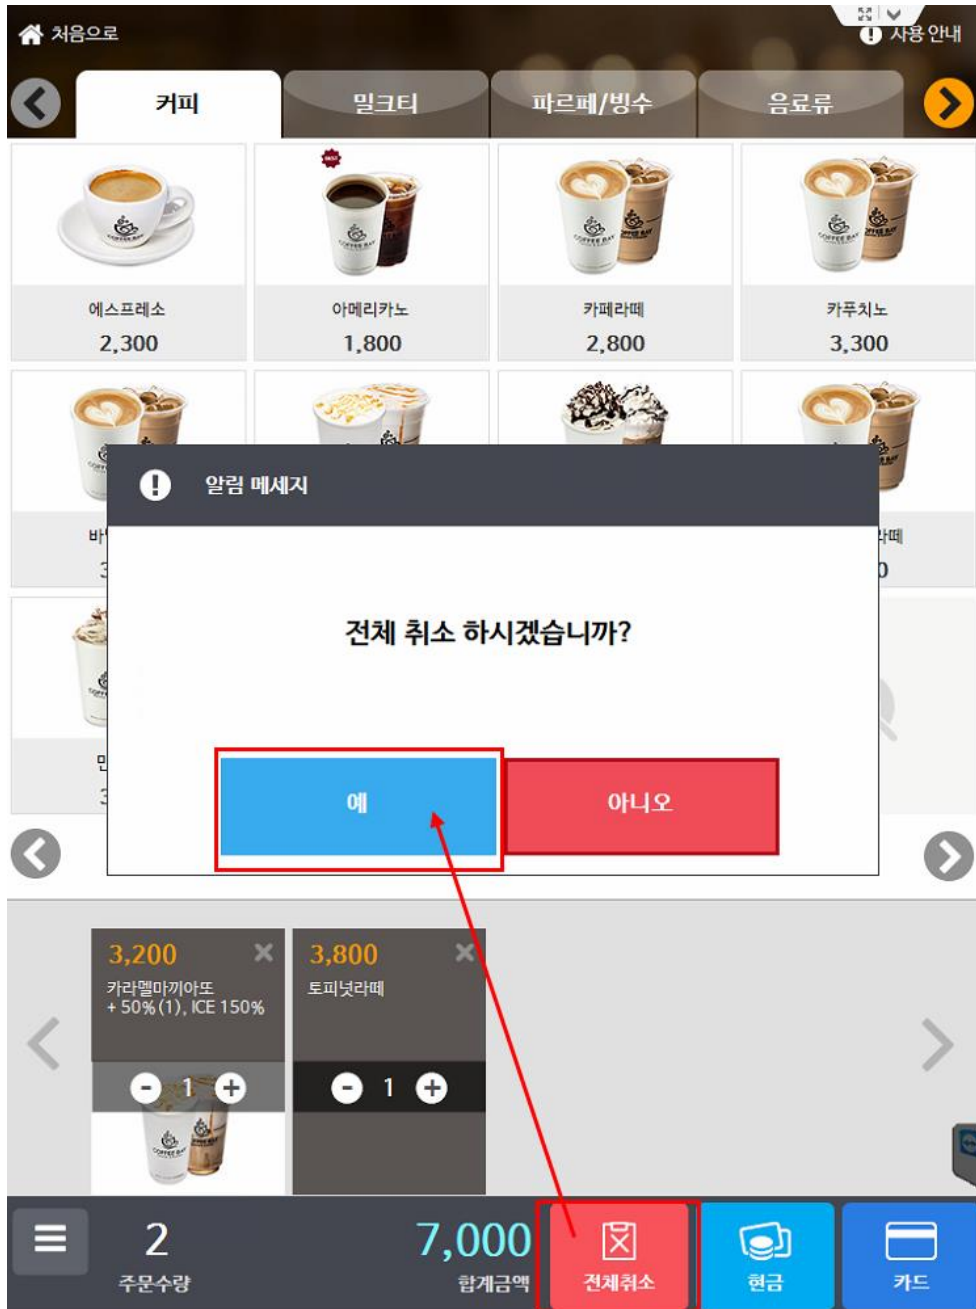 처음으로
사용 안내
커피
밀크티
파르페/빙수
음료류
BEST
COFFEE BAY
에스프레소
2,300
아메리카노
1,800
카페라떼
2,800
카푸치노
3,300
알림 메세지
전체 취소 하시겠습니까?
예
아니오
3,200
카라멜마끼아또
+ 50%(1), ICE 150%
1
3,800
토피넛라떼
1
2
주문수량
7,000
합계금액
전체취소
현금
카드